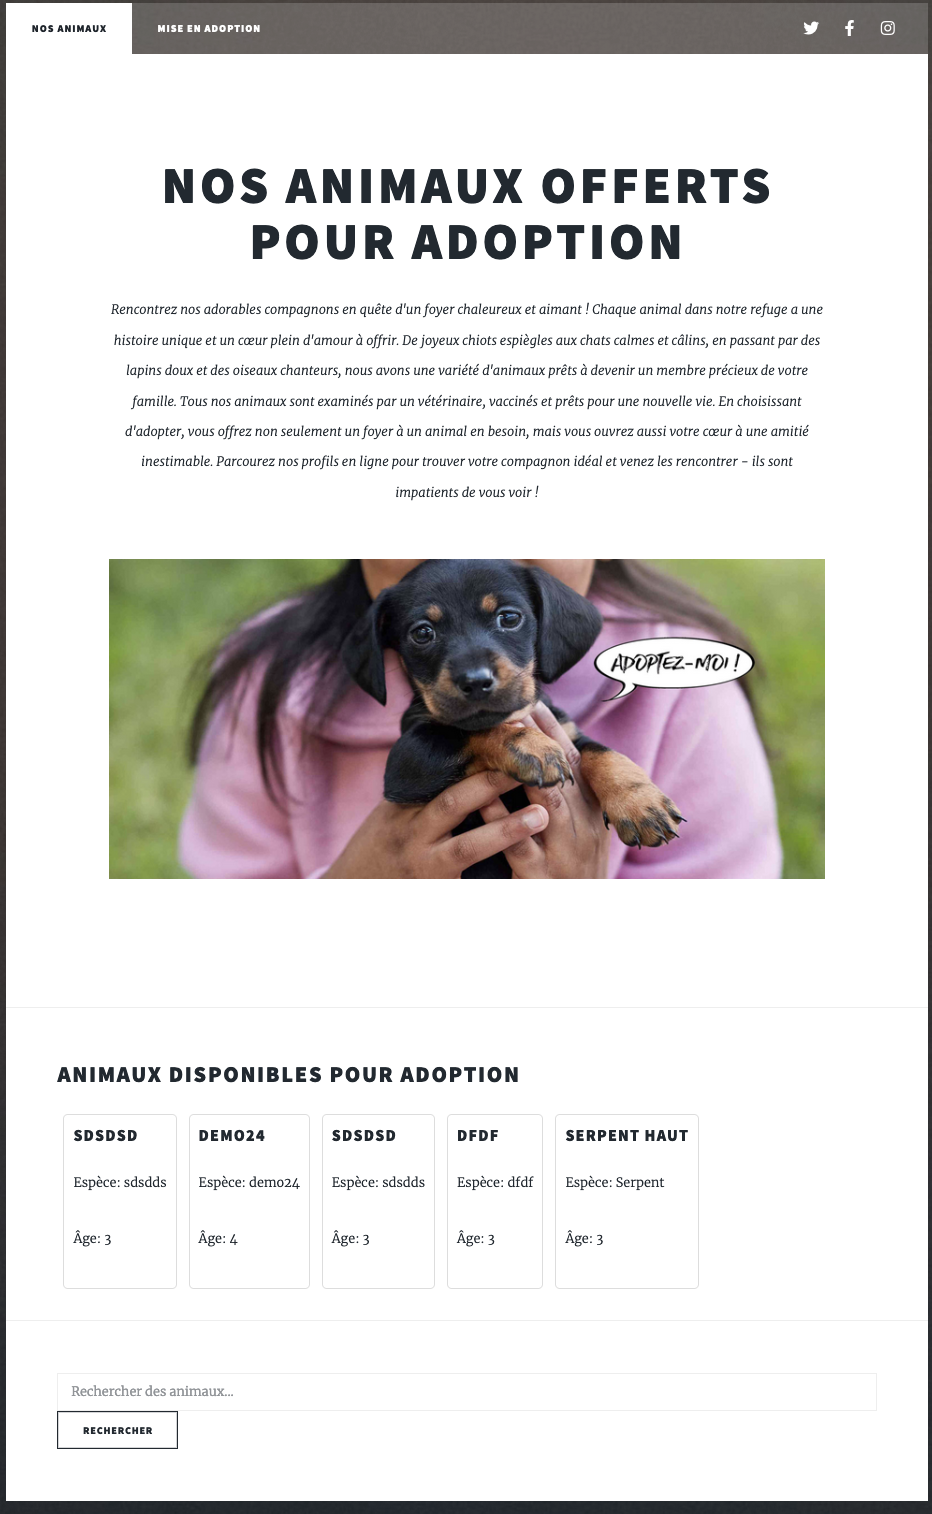 NOS ANIMAUX
MISE EN ADOPTION
NOS ANIMAUX OFFERTS
POUR ADOPTION
Rencontrez nos adorables compagnons en quête d'un foyer chaleureux et aimant ! Chaque animal dans notre refuge a une
histoire unique et un cœur plein d'amour à offrir. De joyeux chiots espiègles aux chats calmes et câlins, en passant par des
lapins doux et des oiseaux chanteurs, nous avons une variété d'animaux prêts à devenir un membre précieux de votre
famille. Tous nos animaux sont examinés par un vétérinaire, vaccinés et prêts pour une nouvelle vie. En choisissant
d'adopter, vous offrez non seulement un foyer à un animal en besoin, mais vous ouvrez aussi votre cœur à une amitié
inestimable. Parcourez nos profils en ligne pour trouver votre compagnon idéal et venez les rencontrer - ils sont
impatients de vous voir !
ADOPTEZ-MOI !
ANIMAUX DISPONIBLES POUR ADOPTION
SDSDSD
Espèce: sdsdds
Âge: 3
DEMO24
Espèce: demo24
Âge: 4
SDSDSD
Espèce: sdsdds
Âge: 3
DFDF
Espèce: dfdf
Âge: 3
SERPENT HAUT
Espèce: Serpent
Âge: 3
Rechercher des animaux...
RECHERCHER